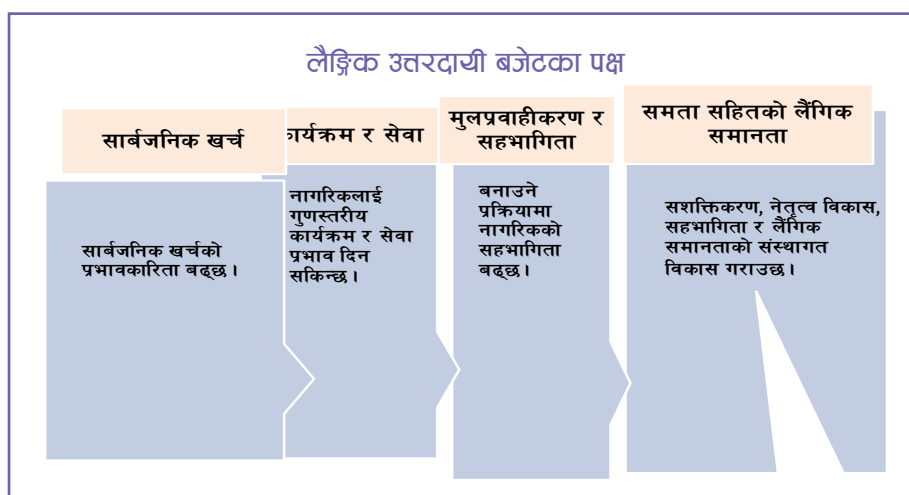 लैङ्गिक उत्तरदायी बजेटका पक्ष
सार्बजनिक खर्च
सार्बजनिक खर्चको
प्रभावकारिता बढ्छ ।
कार्यक्रम र सेवा
नागरिकलाई
गुणस्तरीय
कार्यक्रम र सेवा
प्रभाव दिन
सकिन्छ ।
मुलप्रवाहीकरण र
सहभागिता
बनाउने
प्रक्रियामा
नागरिकको
सहभागिता
बढ्छ ।
समता सहितको लैंगिक
समानता
सशक्तिकरण, नेतृत्व विकास,
सहभागिता र लैंगिक
समानताको संस्थागत
विकास गराउछ ।